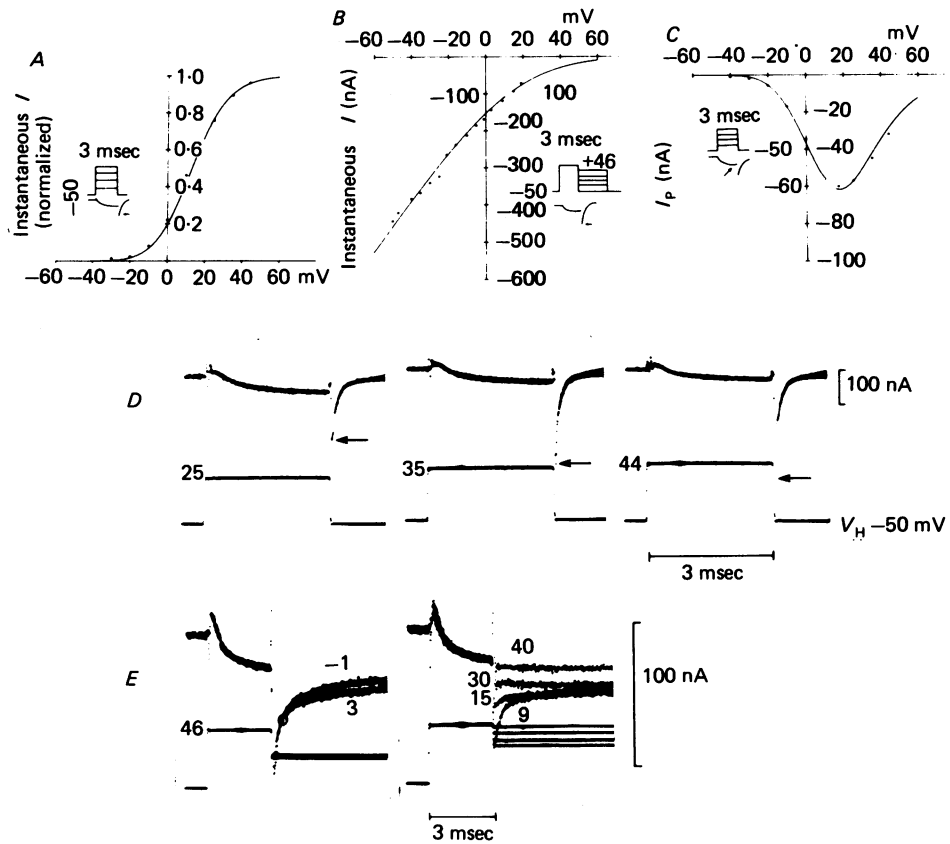 A
Instantaneous I
(normalized)
1·0
0·8
0·6
0·4
0·2
3 msec
−50
−60 −40 −20 0 20 40 60 mV
B
mV
−60 −40 −20 0 20 40 60
Instantaneous I (nA)
−100
100
−200
−300
−400
−500
−600
3 msec
+46
−50
C
mV
−60 −40 −20 0 20 40 60
I_P (nA)
−20
−40
−60
−80
−100
3 msec
−50
D
100 nA
25
35
44
V_H −50 mV
3 msec
E
−1
3
46
40
30
15
9
100 nA
3 msec